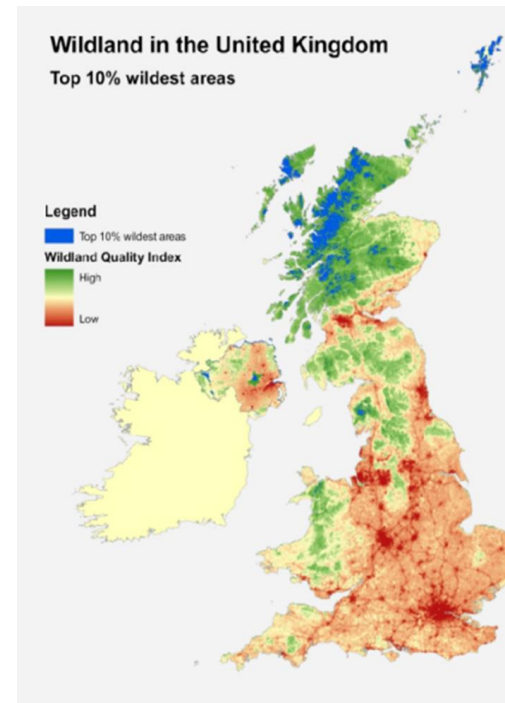 Wildland in the United Kingdom
Top 10% wildest areas
Legend
Top 10% wildest areas
Wildland Quality Index
High
Low